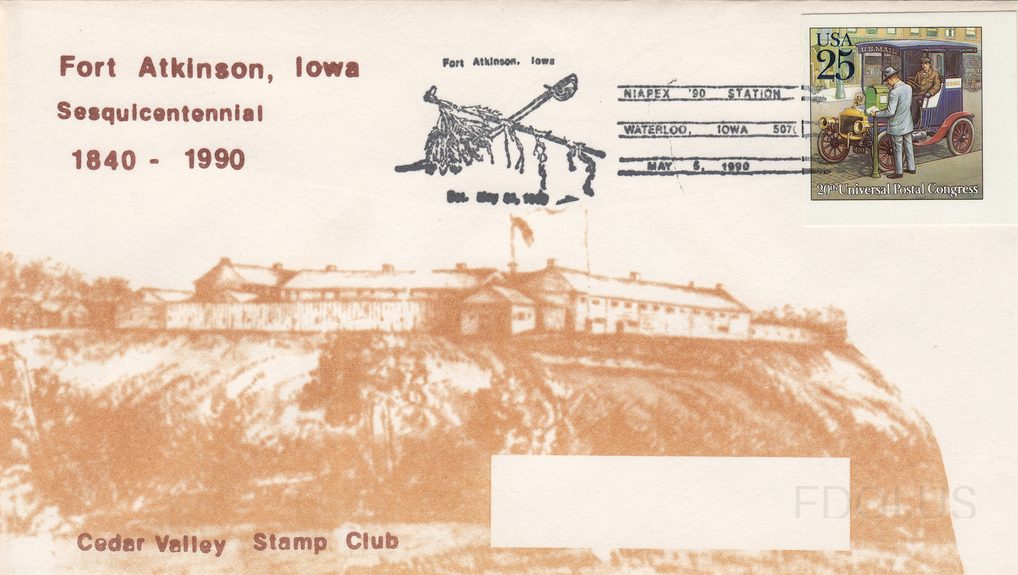 Fort Atkinson, Iowa
Sesquicentennial
1840 - 1990
Fort Atkinson, Iowa
NIAPEX '90 STATION
WATERLOO, IOWA 507
MAY 5, 1990
USA
25
U.S. MAIL
20th Universal Postal Congress
Cedar Valley Stamp Club